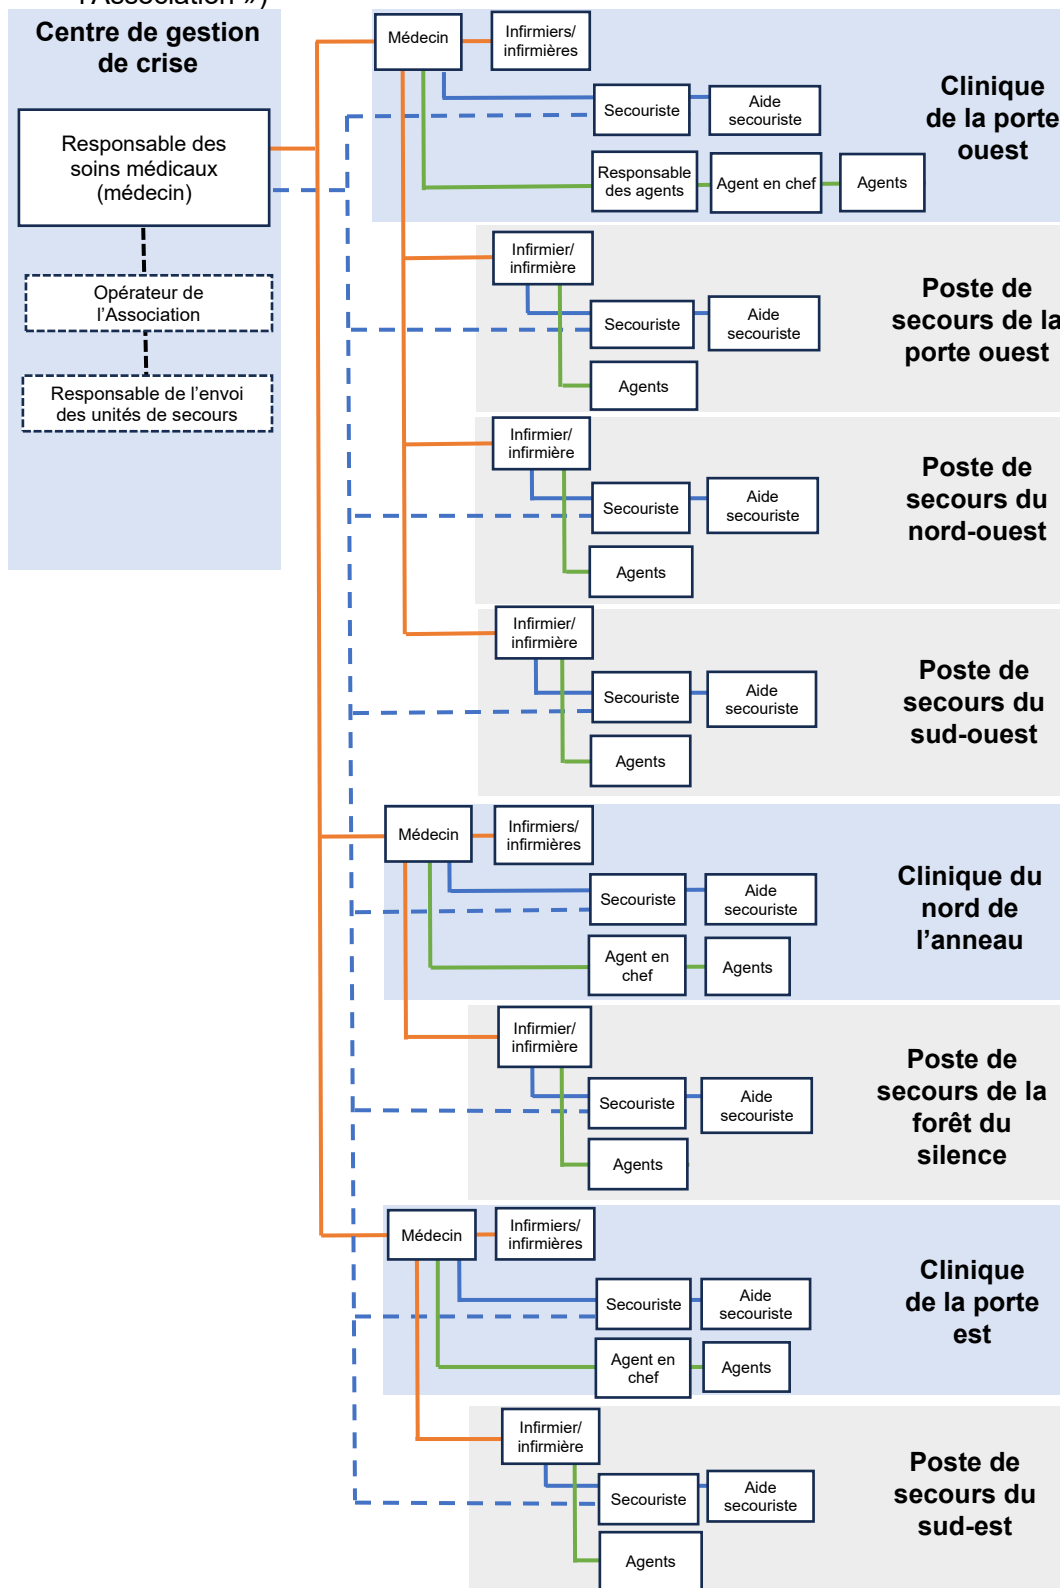 l'Association »)
Centre de gestion
de crise
Responsable des
soins médicaux
(médecin)
Opérateur de
l'Association
Responsable de l'envoi
des unités de secours
Médecin
Infirmiers/
infirmières
Secouriste
Aide
secouriste
Responsable
des agents
Agent en chef
Agents
Clinique
de la porte
ouest
Infirmier/
infirmière
Secouriste
Aide
secouriste
Agents
Poste de
secours de la
porte ouest
Infirmier/
infirmière
Secouriste
Aide
secouriste
Agents
Poste de
secours du
nord-ouest
Infirmier/
infirmière
Secouriste
Aide
secouriste
Agents
Poste de
secours du
sud-ouest
Médecin
Infirmiers/
infirmières
Secouriste
Aide
secouriste
Agent en
chef
Agents
Clinique du
nord de
l'anneau
Infirmier/
infirmière
Secouriste
Aide
secouriste
Agents
Poste de
secours de la
forêt du
silence
Médecin
Infirmiers/
infirmières
Secouriste
Aide
secouriste
Agent en
chef
Agents
Clinique
de la porte
est
Infirmier/
infirmière
Secouriste
Aide
secouriste
Agents
Poste de
secours du
sud-est